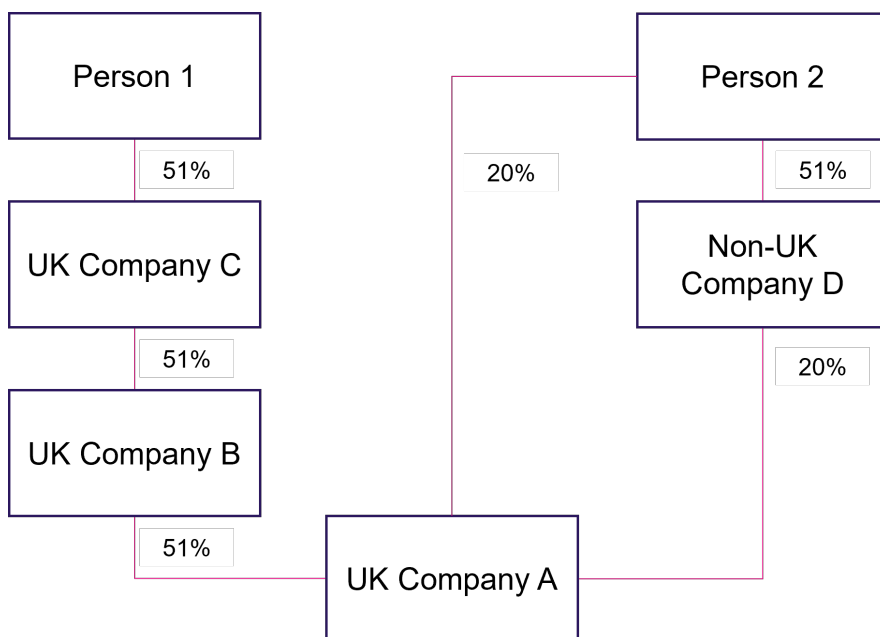 Person 1
Person 2
51%
20%
51%
UK Company C
Non-UK
Company D
51%
20%
UK Company B
51%
UK Company A